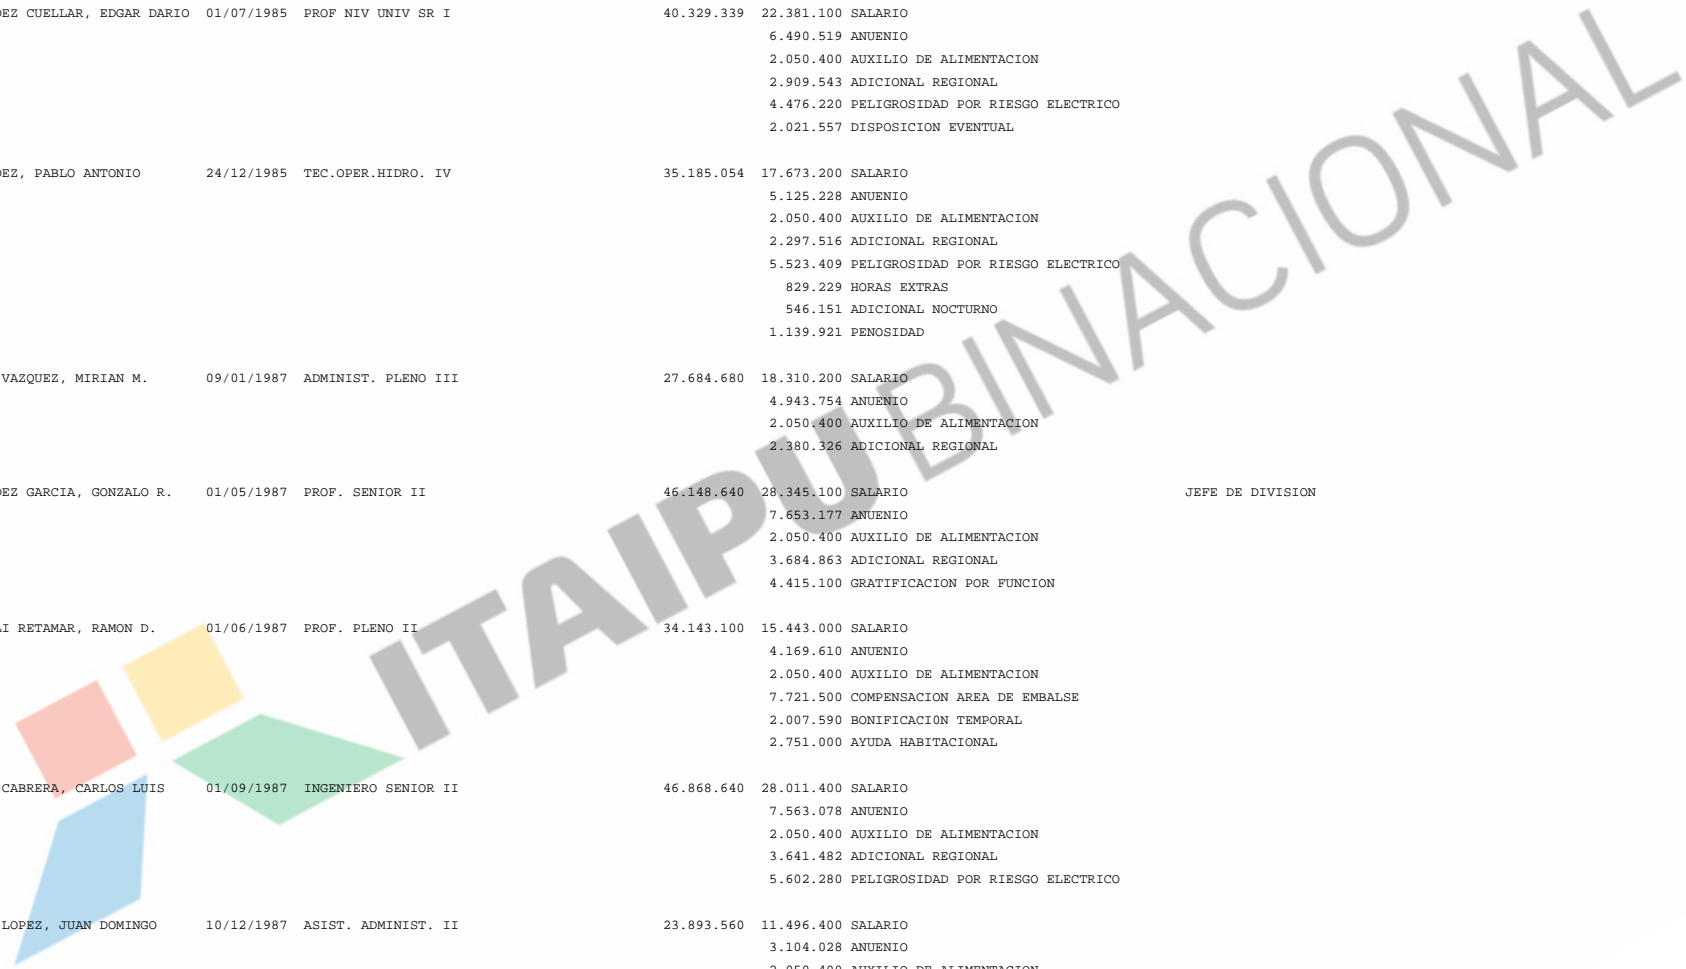 DEZ CUELLAR, EDGAR DARIO 01/07/1985 PROF NIV UNIV SR I 40.329.339 22.381.100 SALARIO
6.490.519 ANUENIO
2.050.400 AUXILIO DE ALIMENTACION
2.909.543 ADICIONAL REGIONAL
4.476.220 PELIGROSIDAD POR RIESGO ELECTRICO
2.021.557 DISPOSICION EVENTUAL
DEZ, PABLO ANTONIO 24/12/1985 TEC.OPER.HIDRO. IV 35.185.054 17.673.200 SALARIO
5.125.228 ANUENIO
2.050.400 AUXILIO DE ALIMENTACION
2.297.516 ADICIONAL REGIONAL
5.523.409 PELIGROSIDAD POR RIESGO ELECTRICO
829.229 HORAS EXTRAS
546.151 ADICIONAL NOCTURNO
1.139.921 PENOSIDAD
VAZQUEZ, MIRIAN M. 09/01/1987 ADMINIST. PLENO III 27.684.680 18.310.200 SALARIO
4.943.754 ANUENIO
2.050.400 AUXILIO DE ALIMENTACION
2.380.326 ADICIONAL REGIONAL
DEZ GARCIA, GONZALO R. 01/05/1987 PROF. SENIOR II 46.148.640 28.345.100 SALARIO JEFE DE DIVISION
7.653.177 ANUENIO
2.050.400 AUXILIO DE ALIMENTACION
3.684.863 ADICIONAL REGIONAL
4.415.100 GRATIFICACION POR FUNCION
LI RETAMAR, RAMON D. 01/06/1987 PROF. PLENO II 34.143.100 15.443.000 SALARIO
4.169.610 ANUENIO
2.050.400 AUXILIO DE ALIMENTACION
7.721.500 COMPENSACION AREA DE EMBALSE
2.007.590 BONIFICACI0N TEMPORAL
2.751.000 AYUDA HABITACIONAL
CABRERA, CARLOS LUIS 01/09/1987 INGENIERO SENIOR II 46.868.640 28.011.400 SALARIO
7.563.078 ANUENIO
2.050.400 AUXILIO DE ALIMENTACION
3.641.482 ADICIONAL REGIONAL
5.602.280 PELIGROSIDAD POR RIESGO ELECTRICO
LOPEZ, JUAN DOMINGO 10/12/1987 ASIST. ADMINIST. II 23.893.560 11.496.400 SALARIO
3.104.028 ANUENIO
2.050.400 AUXILIO DE ALIMENTACION
ITAIPU BINACIONAL